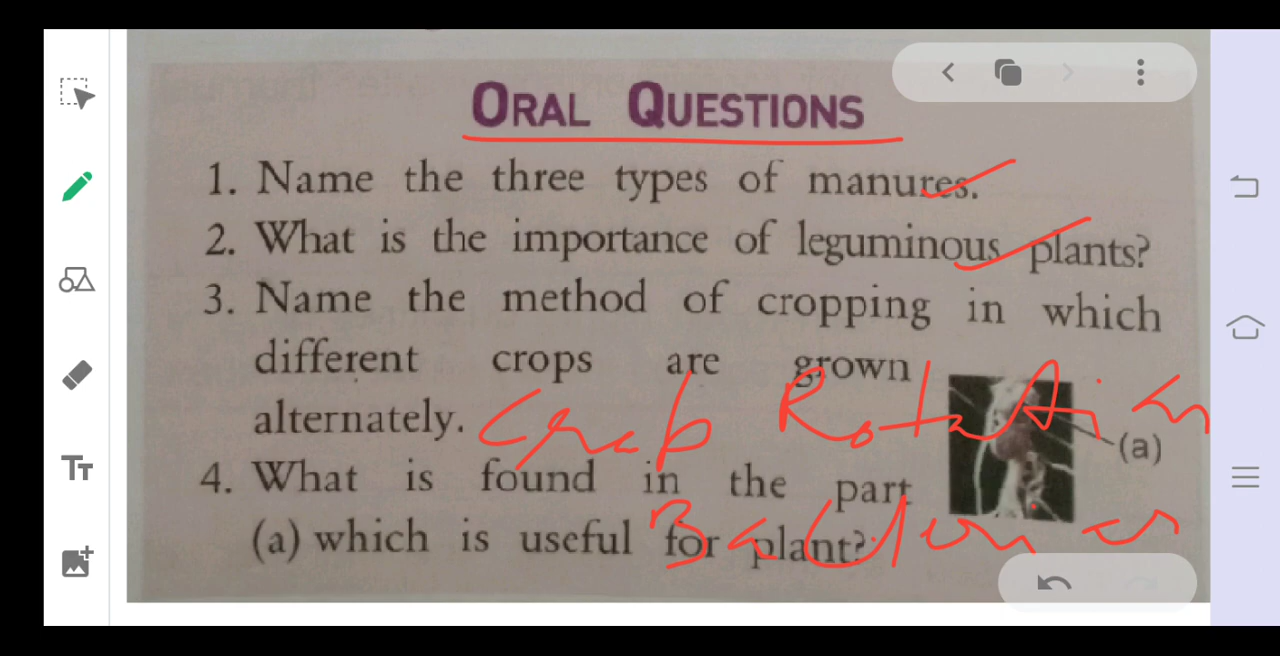 ORAL QUESTIONS
1. Name the three types of manures.
2. What is the importance of leguminous plants?
3. Name the method of cropping in which
different crops are grown
alternately.
Crab Rotation
(a)
4. What is found in the part
(a) which is useful for plant?